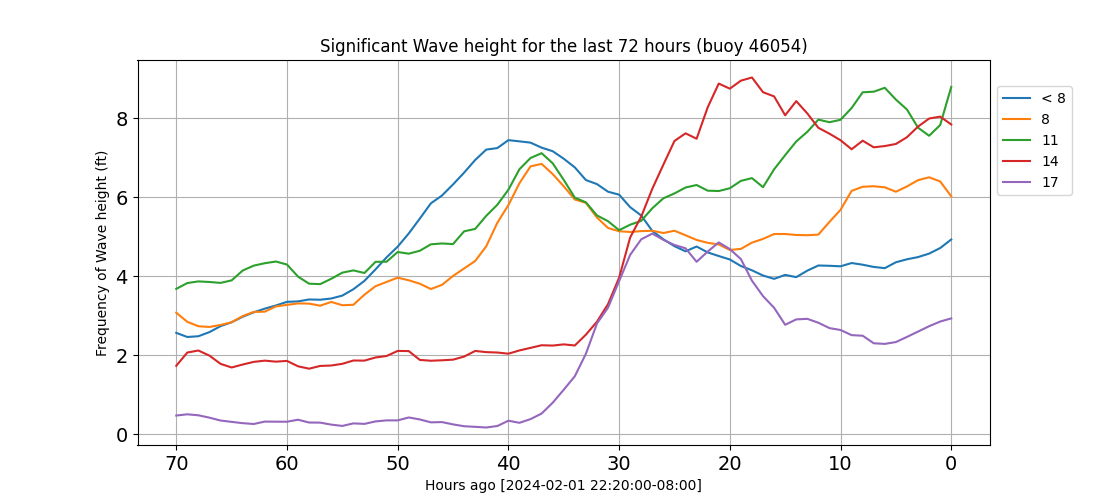 Significant Wave height for the last 72 hours (buoy 46054)
Frequency of Wave height (ft)
8
6
4
2
0
70 60 50 40 30 20 10 0
Hours ago [2024-02-01 22:20:00-08:00]
< 8
8
11
14
17